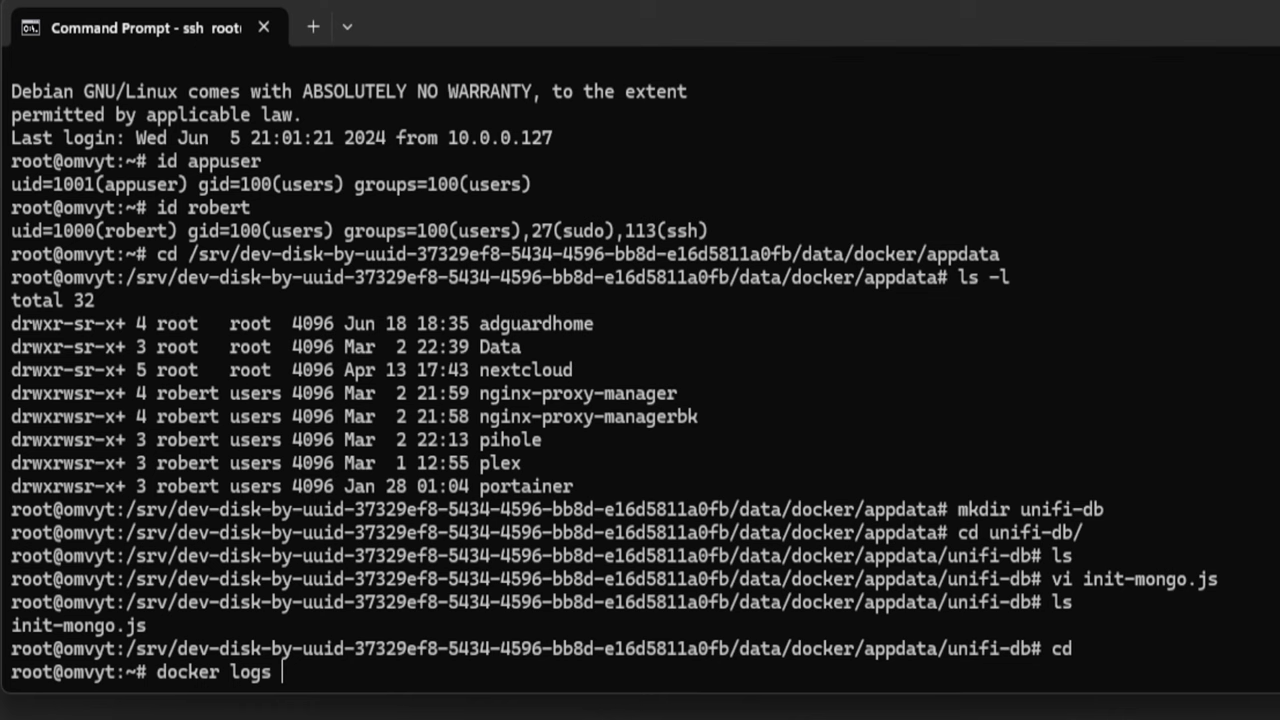 Command Prompt - ssh root
Debian GNU/Linux comes with ABSOLUTELY NO WARRANTY, to the extent
permitted by applicable law.
Last login: Wed Jun  5 21:01:21 2024 from 10.0.0.127
root@omvyt:~# id appuser
uid=1001(appuser) gid=100(users) groups=100(users)
root@omvyt:~# id robert
uid=1000(robert) gid=100(users) groups=100(users),27(sudo),113(ssh)
root@omvyt:~# cd /srv/dev-disk-by-uuid-37329ef8-5434-4596-bb8d-e16d5811a0fb/data/docker/appdata
root@omvyt:/srv/dev-disk-by-uuid-37329ef8-5434-4596-bb8d-e16d5811a0fb/data/docker/appdata# ls -l
total 32
drwxr-sr-x+ 4 root   root  4096 Jun 18 18:35 adguardhome
drwxr-sr-x+ 3 root   root  4096 Mar  2 22:39 Data
drwxr-sr-x+ 5 root   root  4096 Apr 13 17:43 nextcloud
drwxrwsr-x+ 4 robert users 4096 Mar  2 21:59 nginx-proxy-manager
drwxrwsr-x+ 4 robert users 4096 Mar  2 21:58 nginx-proxy-managerbk
drwxrwsr-x+ 3 robert users 4096 Mar  2 22:13 pihole
drwxrwsr-x+ 3 robert users 4096 Mar  1 12:55 plex
drwxrwsr-x+ 3 robert users 4096 Jan 28 01:04 portainer
root@omvyt:/srv/dev-disk-by-uuid-37329ef8-5434-4596-bb8d-e16d5811a0fb/data/docker/appdata# mkdir unifi-db
root@omvyt:/srv/dev-disk-by-uuid-37329ef8-5434-4596-bb8d-e16d5811a0fb/data/docker/appdata# cd unifi-db/
root@omvyt:/srv/dev-disk-by-uuid-37329ef8-5434-4596-bb8d-e16d5811a0fb/data/docker/appdata/unifi-db# ls
root@omvyt:/srv/dev-disk-by-uuid-37329ef8-5434-4596-bb8d-e16d5811a0fb/data/docker/appdata/unifi-db# vi init-mongo.js
root@omvyt:/srv/dev-disk-by-uuid-37329ef8-5434-4596-bb8d-e16d5811a0fb/data/docker/appdata/unifi-db# ls
init-mongo.js
root@omvyt:/srv/dev-disk-by-uuid-37329ef8-5434-4596-bb8d-e16d5811a0fb/data/docker/appdata/unifi-db# cd
root@omvyt:~# docker logs